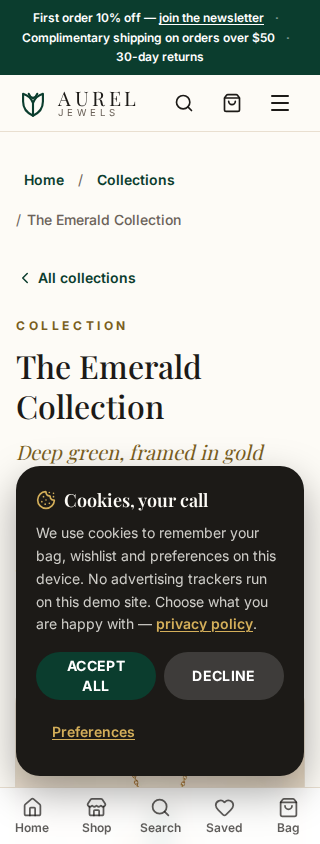 First order 10% off — join the newsletter ·
Complimentary shipping on orders over $50 ·
30-day returns
AUREL
JEWELS
Home / Collections
/ The Emerald Collection
All collections
COLLECTION
The Emerald
Collection
Deep green, framed in gold
Cookies, your call
We use cookies to remember your
bag, wishlist and preferences on this
device. No advertising trackers run
on this demo site. Choose what you
are happy with — privacy policy.
ACCEPT
ALL
DECLINE
Preferences
Home Shop Search Saved Bag